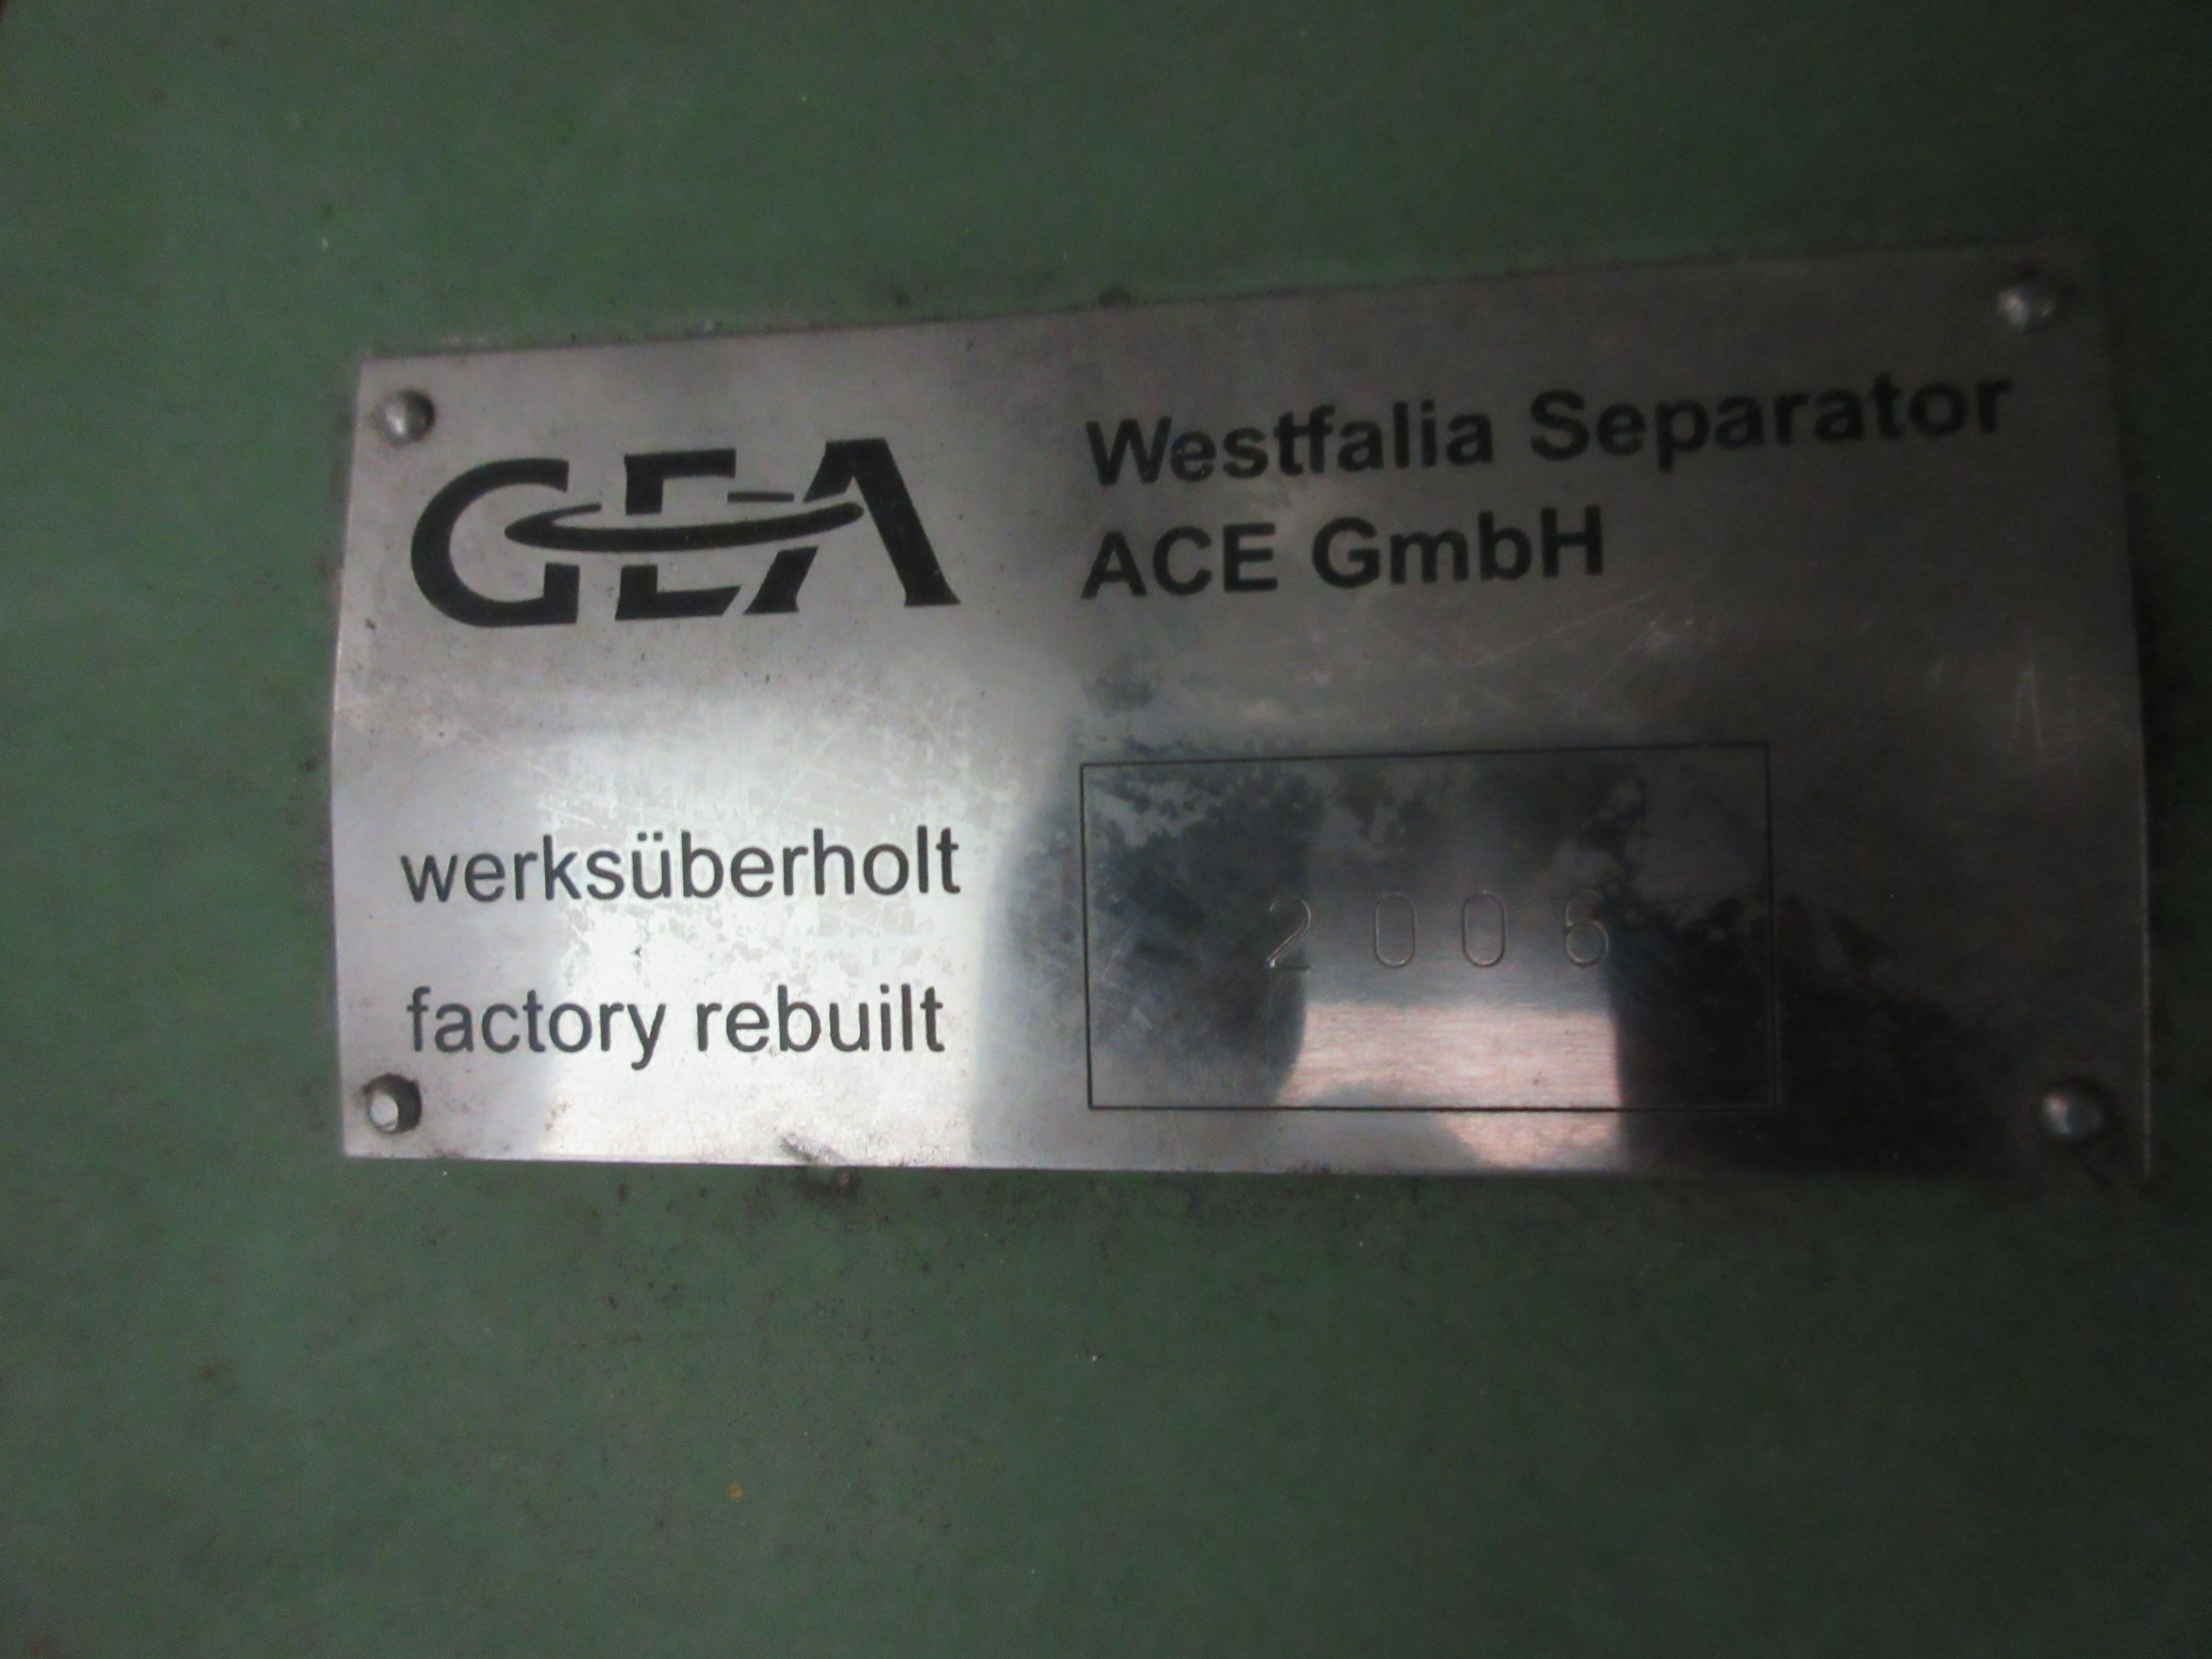 GEA
Westfalia Separator
ACE GmbH
werksüberholt
factory rebuilt
2006